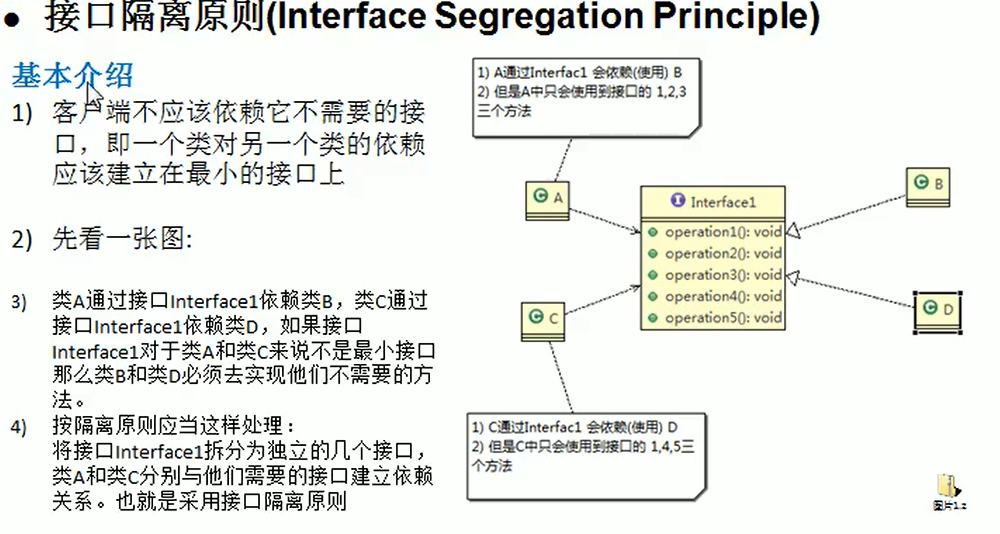 ● 接口隔离原则(Interface Segregation Principle)
基本介绍
1) 客户端不应该依赖它不需要的接
口，即一个类对另一个类的依赖
应该建立在最小的接口上
2) 先看一张图:
3) 类A通过接口Interface1依赖类B，类C通过
接口Interface1依赖类D，如果接口
Interface1对于类A和类C来说不是最小接口
那么类B和类D必须去实现他们不需要的方
法。
4) 按隔离原则应当这样处理：
将接口Interface1拆分为独立的几个接口，
类A和类C分别与他们需要的接口建立依赖
关系。也就是采用接口隔离原则
1) A通过Interfac1 会依赖(使用) B
2) 但是A中只会使用到接口的 1,2,3
三个方法
A
Interface1
operation1(): void
operation2(): void
operation3(): void
operation4(): void
operation5(): void
B
C
D
1) C通过Interfac1 会依赖(使用) D
2) 但是C中只会使用到接口的 1,4,5三
个方法
图片1.z